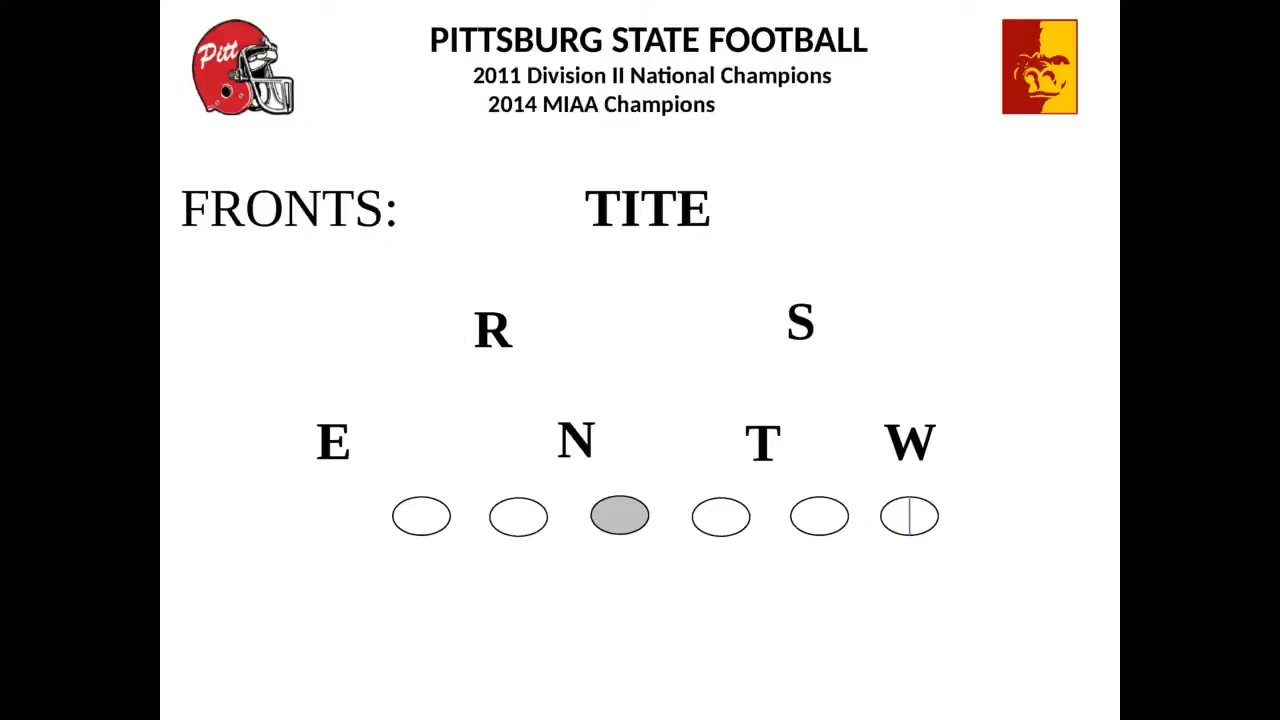 Pitt
PITTSBURG STATE FOOTBALL
2011 Division II National Champions
2014 MIAA Champions
FRONTS: TITE
R S
E N T W